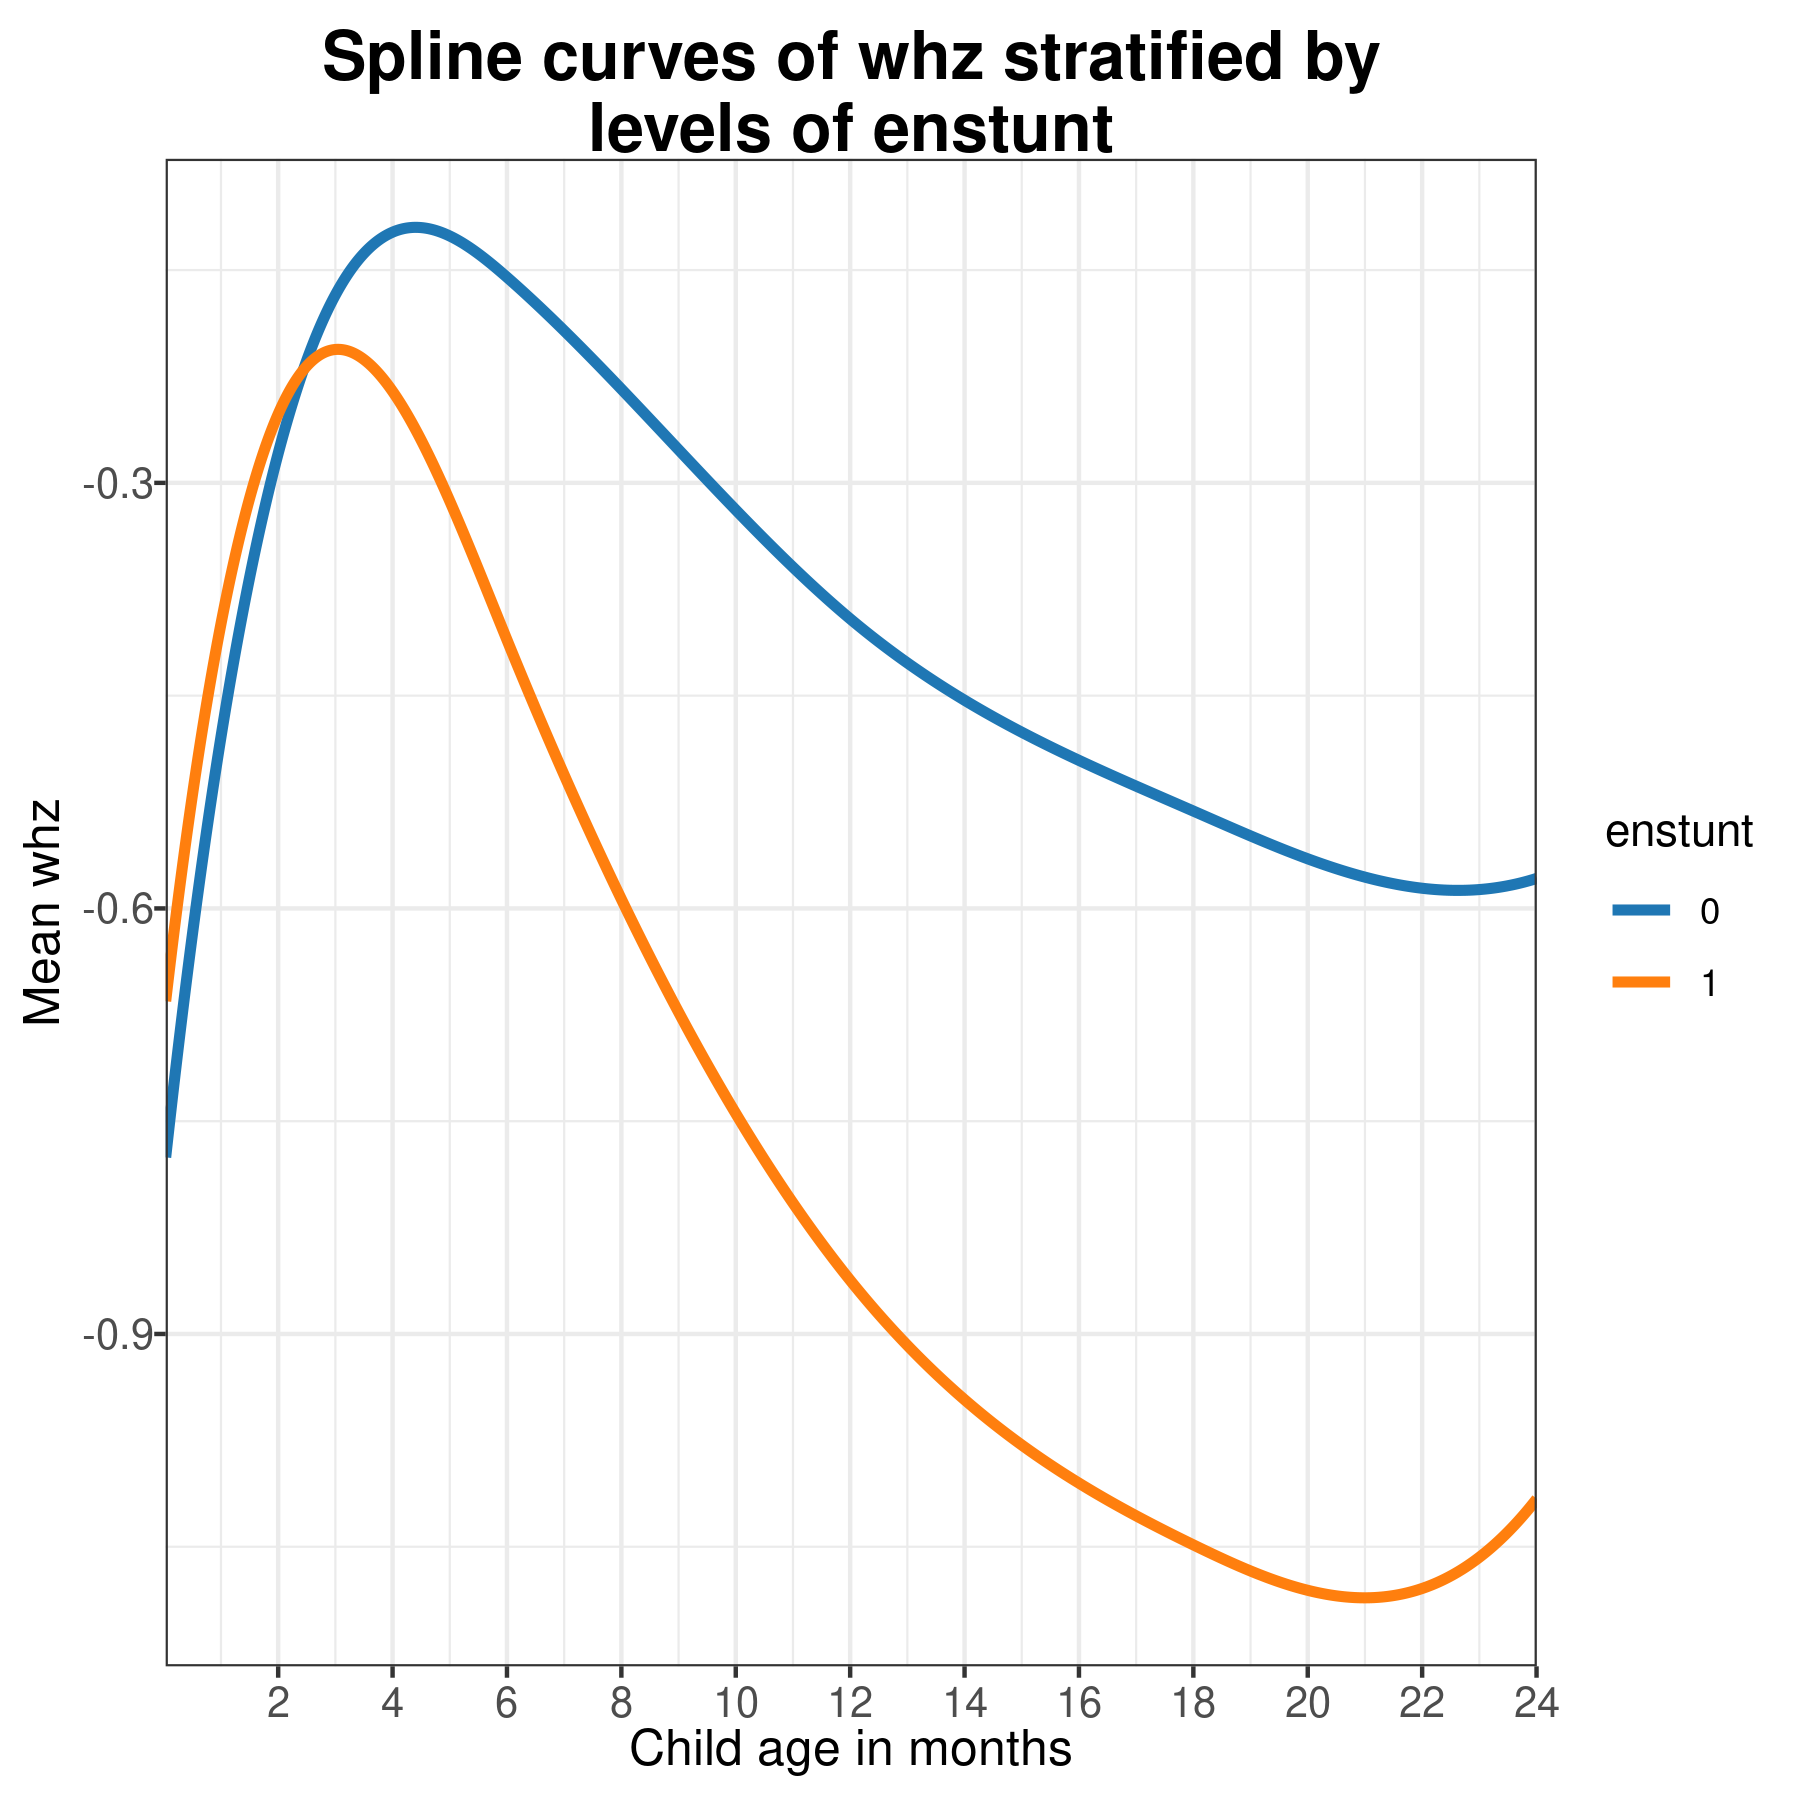 Spline curves of whz stratified by
levels of enstunt
Mean whz
-0.3
-0.6
-0.9
2 4 6 8 10 12 14 16 18 20 22 24
Child age in months
enstunt
0
1